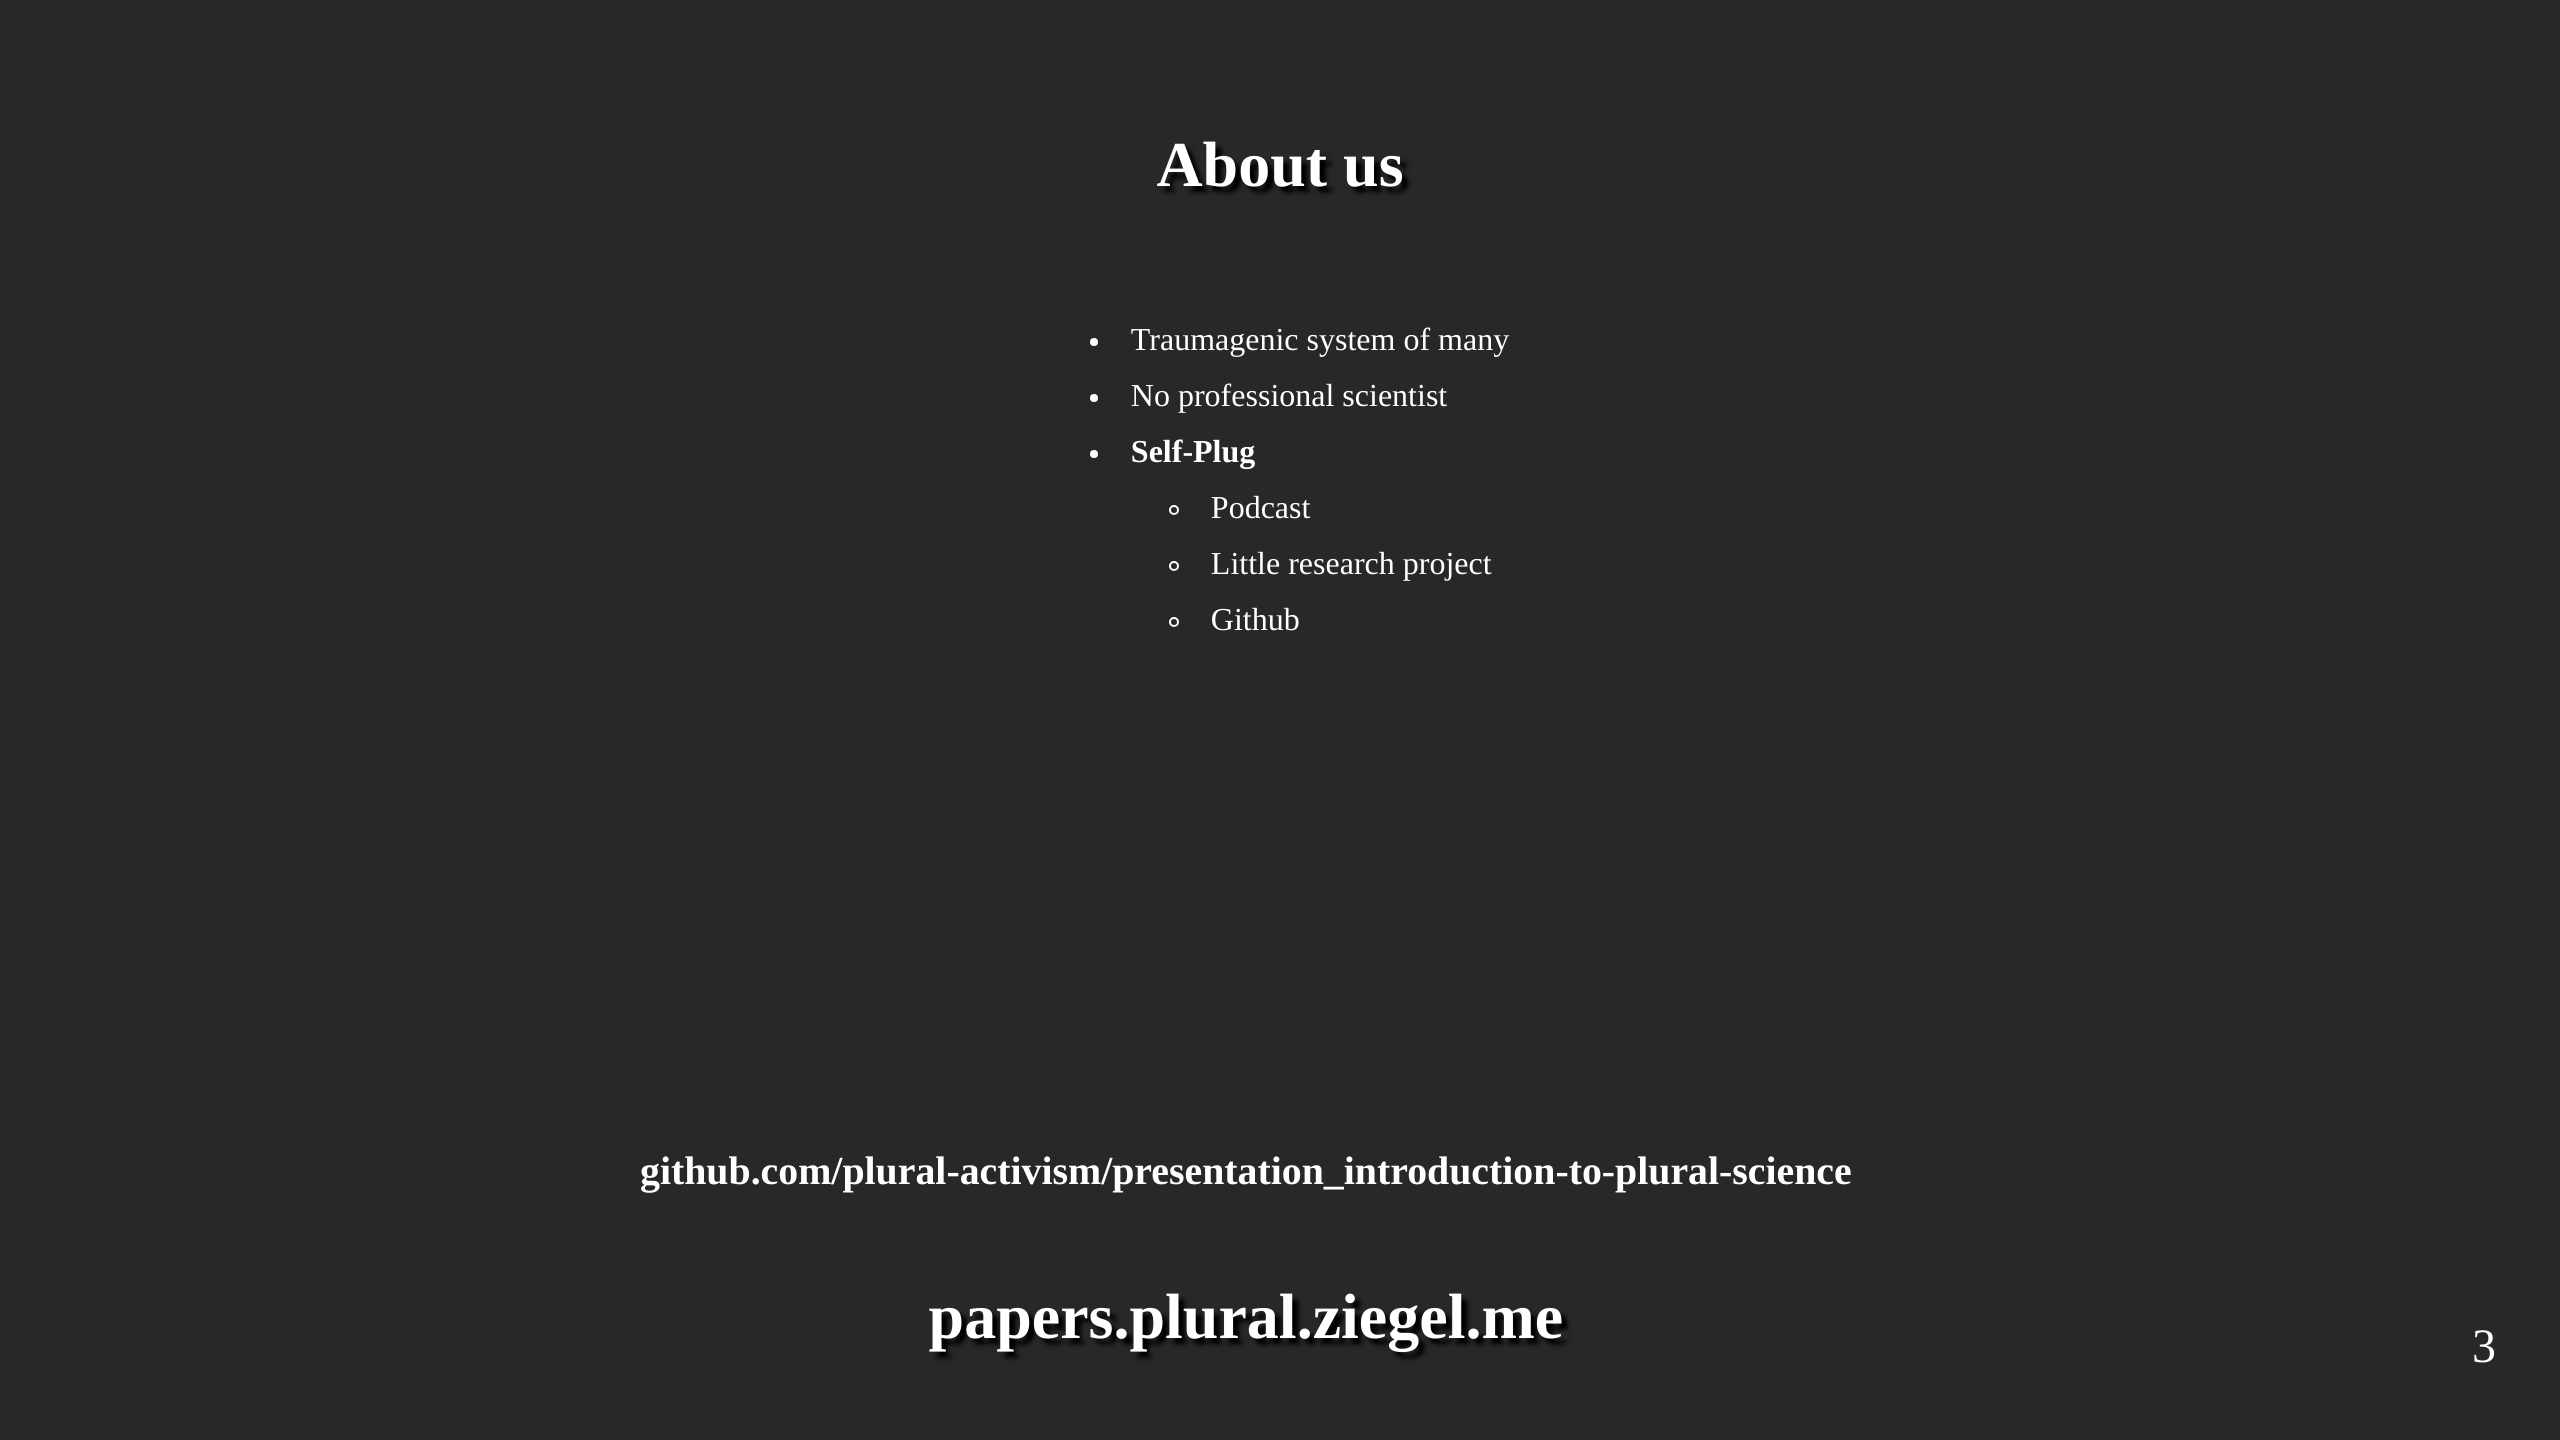 About us
Traumagenic system of many
No professional scientist
Self-Plug
Podcast
Little research project
Github
github.com/plural-activism/presentation_introduction-to-plural-science
papers.plural.ziegel.me
3